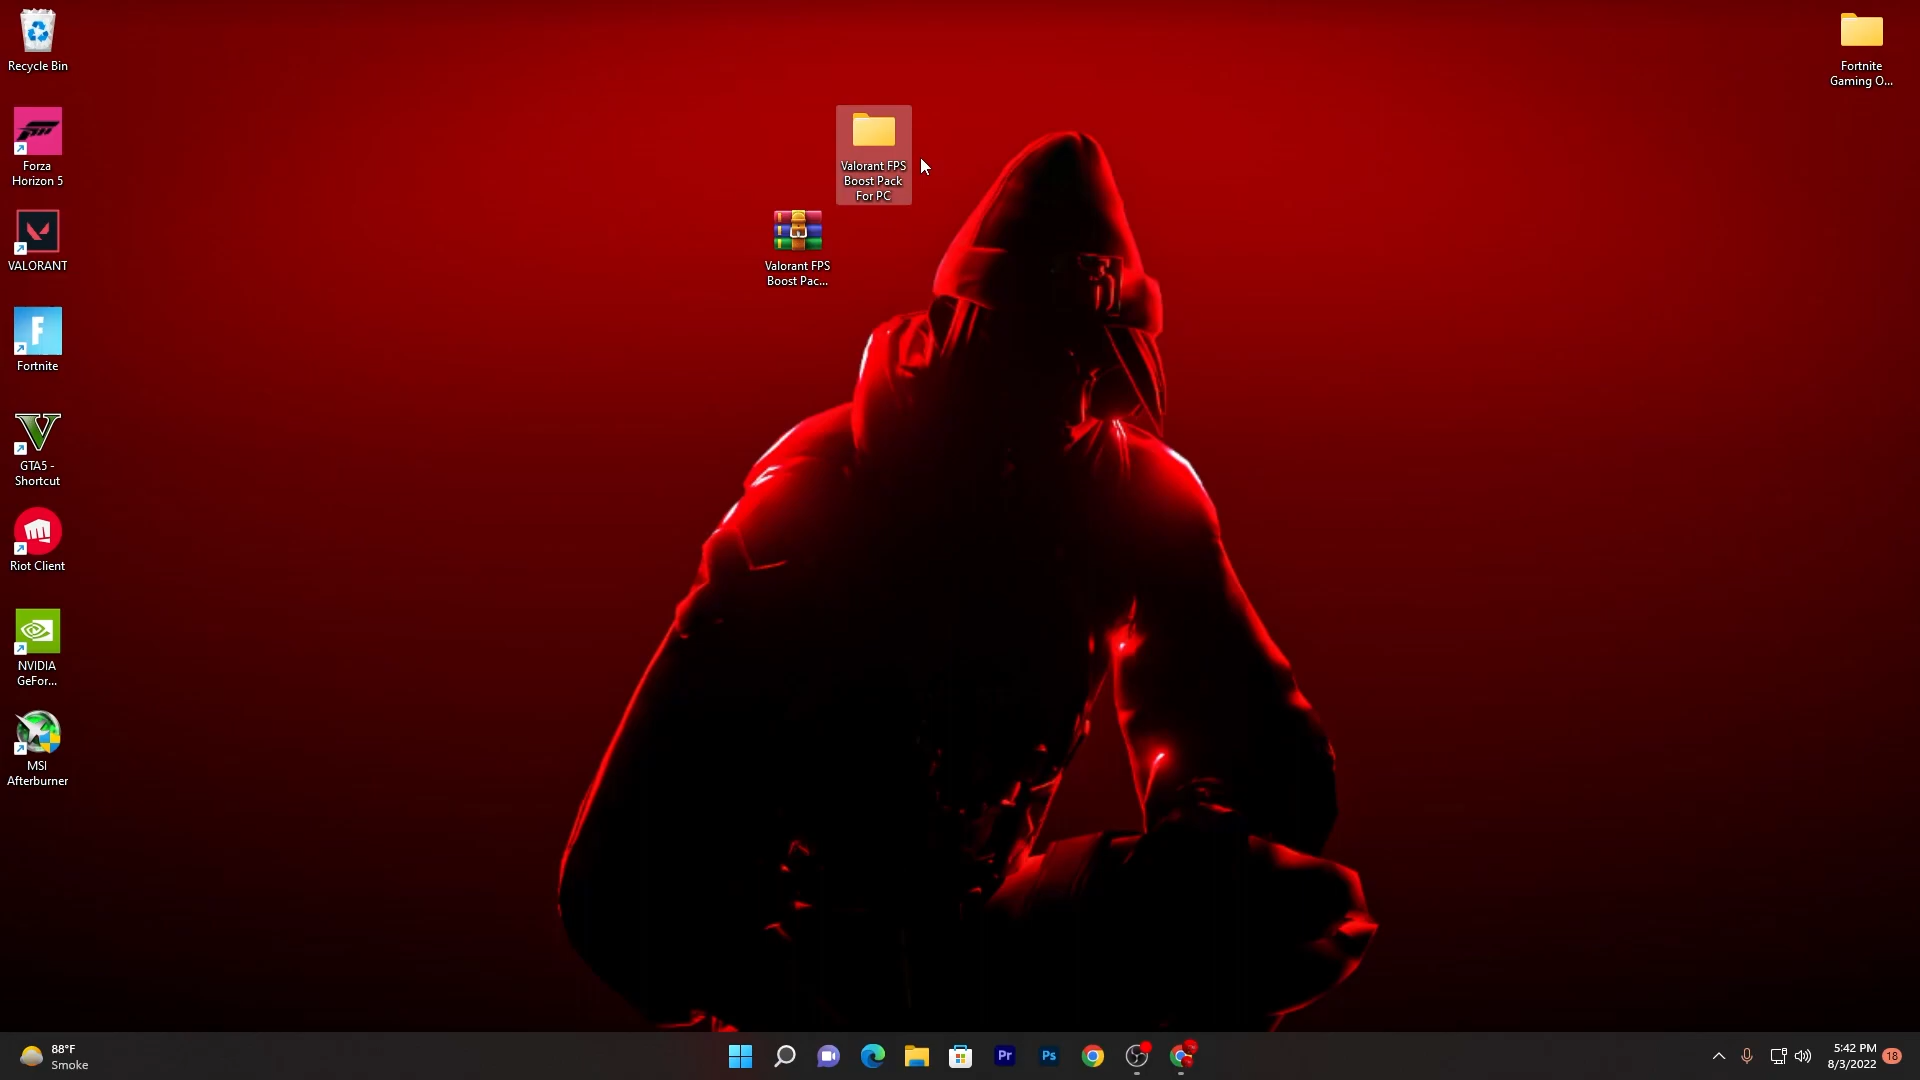 Recycle Bin
Forza
Horizon 5
VALORANT
Fortnite
GTA5 -
Shortcut
Riot Client
NVIDIA
GeFor...
MSI
Afterburner
Valorant FPS
Boost Pack
For PC
Valorant FPS
Boost Pac...
Fortnite
Gaming O...
88°F
Smoke
Pr
Ps
5:42 PM
8/3/2022
18